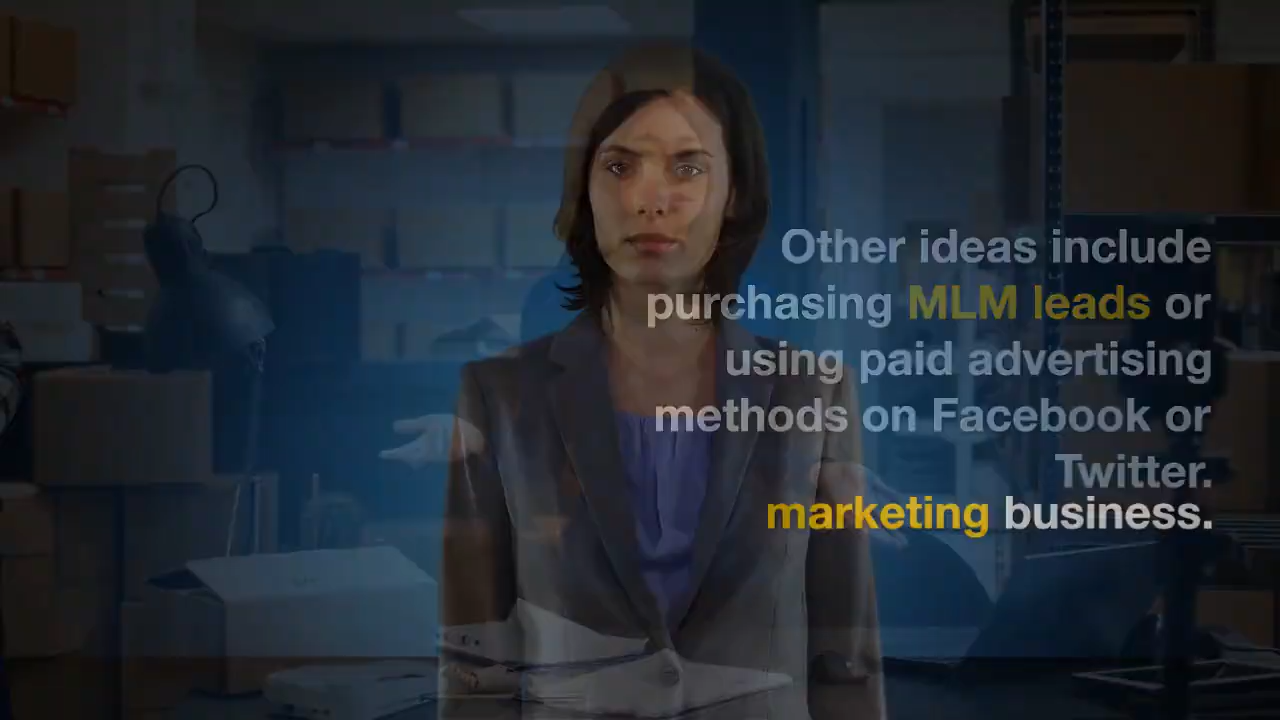 Other ideas include
purchasing MLM leads or
using paid advertising
methods on Facebook or
Twitter.
marketing business.